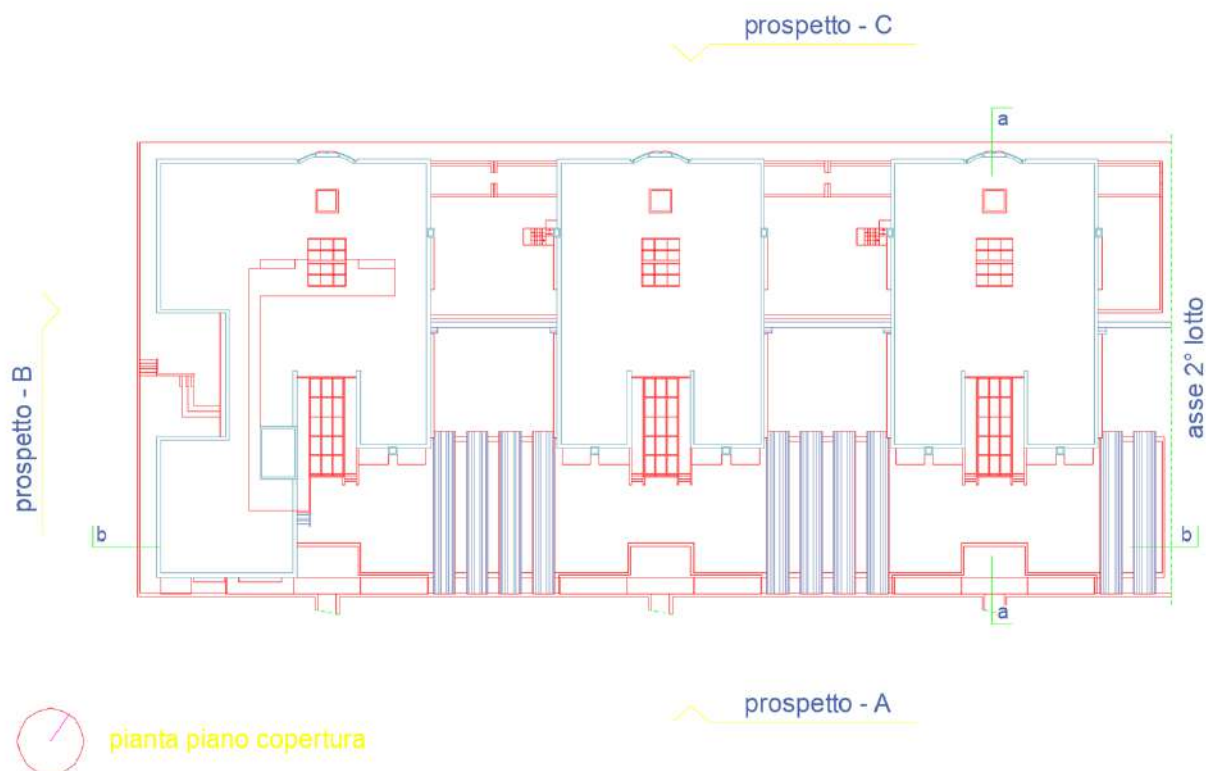 prospetto - C
a
asse 2° lotto
prospetto - B
b
b
a
prospetto - A
pianta piano copertura